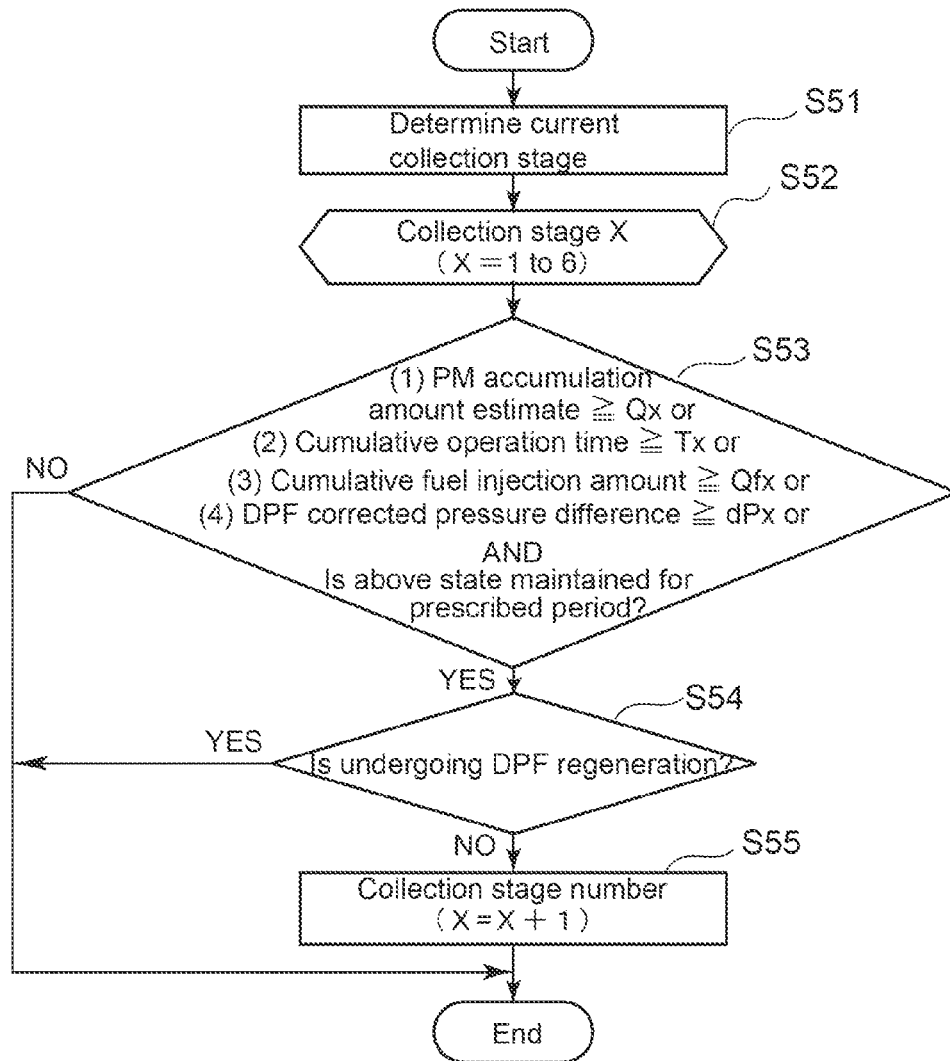 Start
S51
Determine current
collection stage
S52
Collection stage X
( X = 1 to 6)
S53
(1) PM accumulation
amount estimate ≧ Qx or
(2) Cumulative operation time ≧ Tx or
NO
(3) Cumulative fuel injection amount ≧ Qfx or
(4) DPF corrected pressure difference ≧ dPx or
AND
Is above state maintained for
prescribed period?
YES
S54
YES
Is undergoing DPF regeneration?
NO
S55
Collection stage number
( X = X + 1 )
End